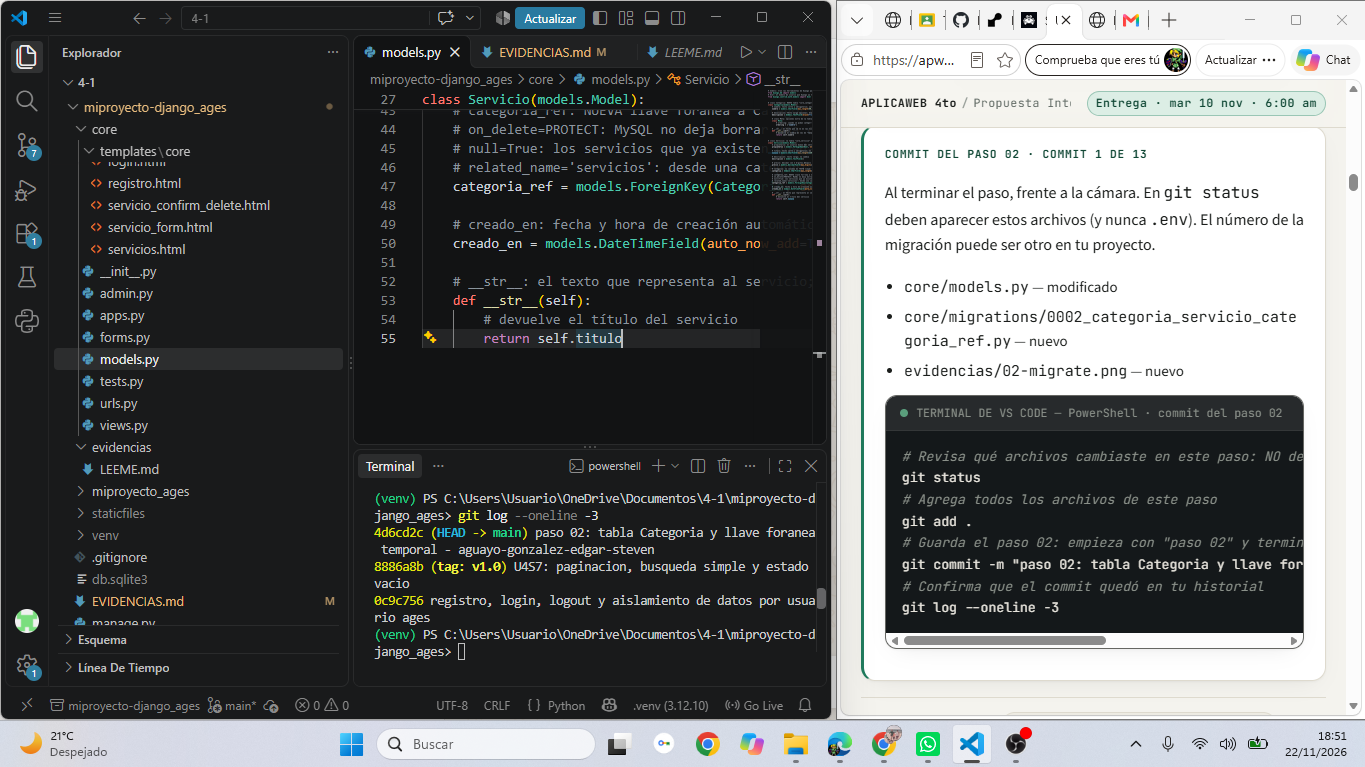 4-1
Actualizar
Explorador
4-1
miproyecto-django_ages
core
templates\core
login.html
registro.html
servicio_confirm_delete.html
servicio_form.html
servicios.html
__init__.py
admin.py
apps.py
forms.py
models.py
tests.py
urls.py
views.py
evidencias
LEEME.md
miproyecto_ages
staticfiles
venv
.gitignore
db.sqlite3
EVIDENCIAS.md M
manage.py
Esquema
Línea De Tiempo
7
1
1
models.py
EVIDENCIAS.md M
LEEME.md
miproyecto-django_ages > core > models.py > Servicio > __str__
27 class Servicio(models.Model):
43 # categoria_ref: NUEVA llave foránea a C
44 # on_delete=PROTECT: MySQL no deja borra
45 # null=True: los servicios que ya existe
46 # related_name='servicios': desde una ca
47 categoria_ref = models.ForeignKey(Catego
48
49 # creado_en: fecha y hora de creación automátic
50 creado_en = models.DateTimeField(auto_now_add=
51
52 # __str__: el texto que representa al servicio;
53 def __str__(self):
54 # devuelve el título del servicio
55 return self.titulo
Terminal
powershell
(venv) PS C:\Users\Usuario\OneDrive\Documentos\4-1\miproyecto-d
jango_ages> git log --oneline -3
4d6cd2c (HEAD -> main) paso 02: tabla Categoria y llave foranea
temporal - aguayo-gonzalez-edgar-steven
8886a8b (tag: v1.0) U4S7: paginacion, busqueda simple y estado
vacio
0c9c756 registro, login, logout y aislamiento de datos por usua
rio ages
(venv) PS C:\Users\Usuario\OneDrive\Documentos\4-1\miproyecto-d
jango_ages>
miproyecto-django_ages main* 0 0 UTF-8 CRLF { } Python .venv (3.12.10) Go Live
https://apw...
Comprueba que eres tú
Actualizar
Chat
APLICAWEB 4to / Propuesta Inte
Entrega · mar 10 nov · 6:00 am
COMMIT DEL PASO 02 · COMMIT 1 DE 13
Al terminar el paso, frente a la cámara. En git status
deben aparecer estos archivos (y nunca .env). El número de la
migración puede ser otro en tu proyecto.
• core/models.py — modificado
• core/migrations/0002_categoria_servicio_cate
goria_ref.py — nuevo
• evidencias/02-migrate.png — nuevo
TERMINAL DE VS CODE — PowerShell · commit del paso 02
# Revisa qué archivos cambiaste en este paso: NO de
git status
# Agrega todos los archivos de este paso
git add .
# Guarda el paso 02: empieza con "paso 02" y termin
git commit -m "paso 02: tabla Categoria y llave for
# Confirma que el commit quedó en tu historial
git log --oneline -3
21°C
Despejado
Buscar
18:51
22/11/2026